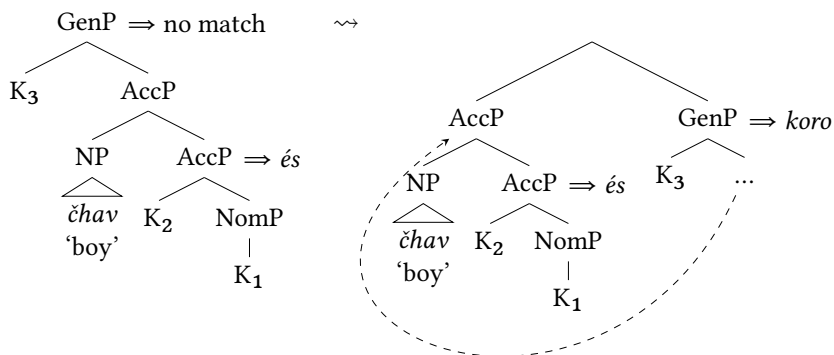 GenP ⇒ no match ⇝
K₃ AccP
AccP GenP ⇒ koro
NP AccP ⇒ és
K₃ ...
NP AccP ⇒ és
čhav K₂ NomP
čhav K₂ NomP
‘boy’
‘boy’
K₁
K₁